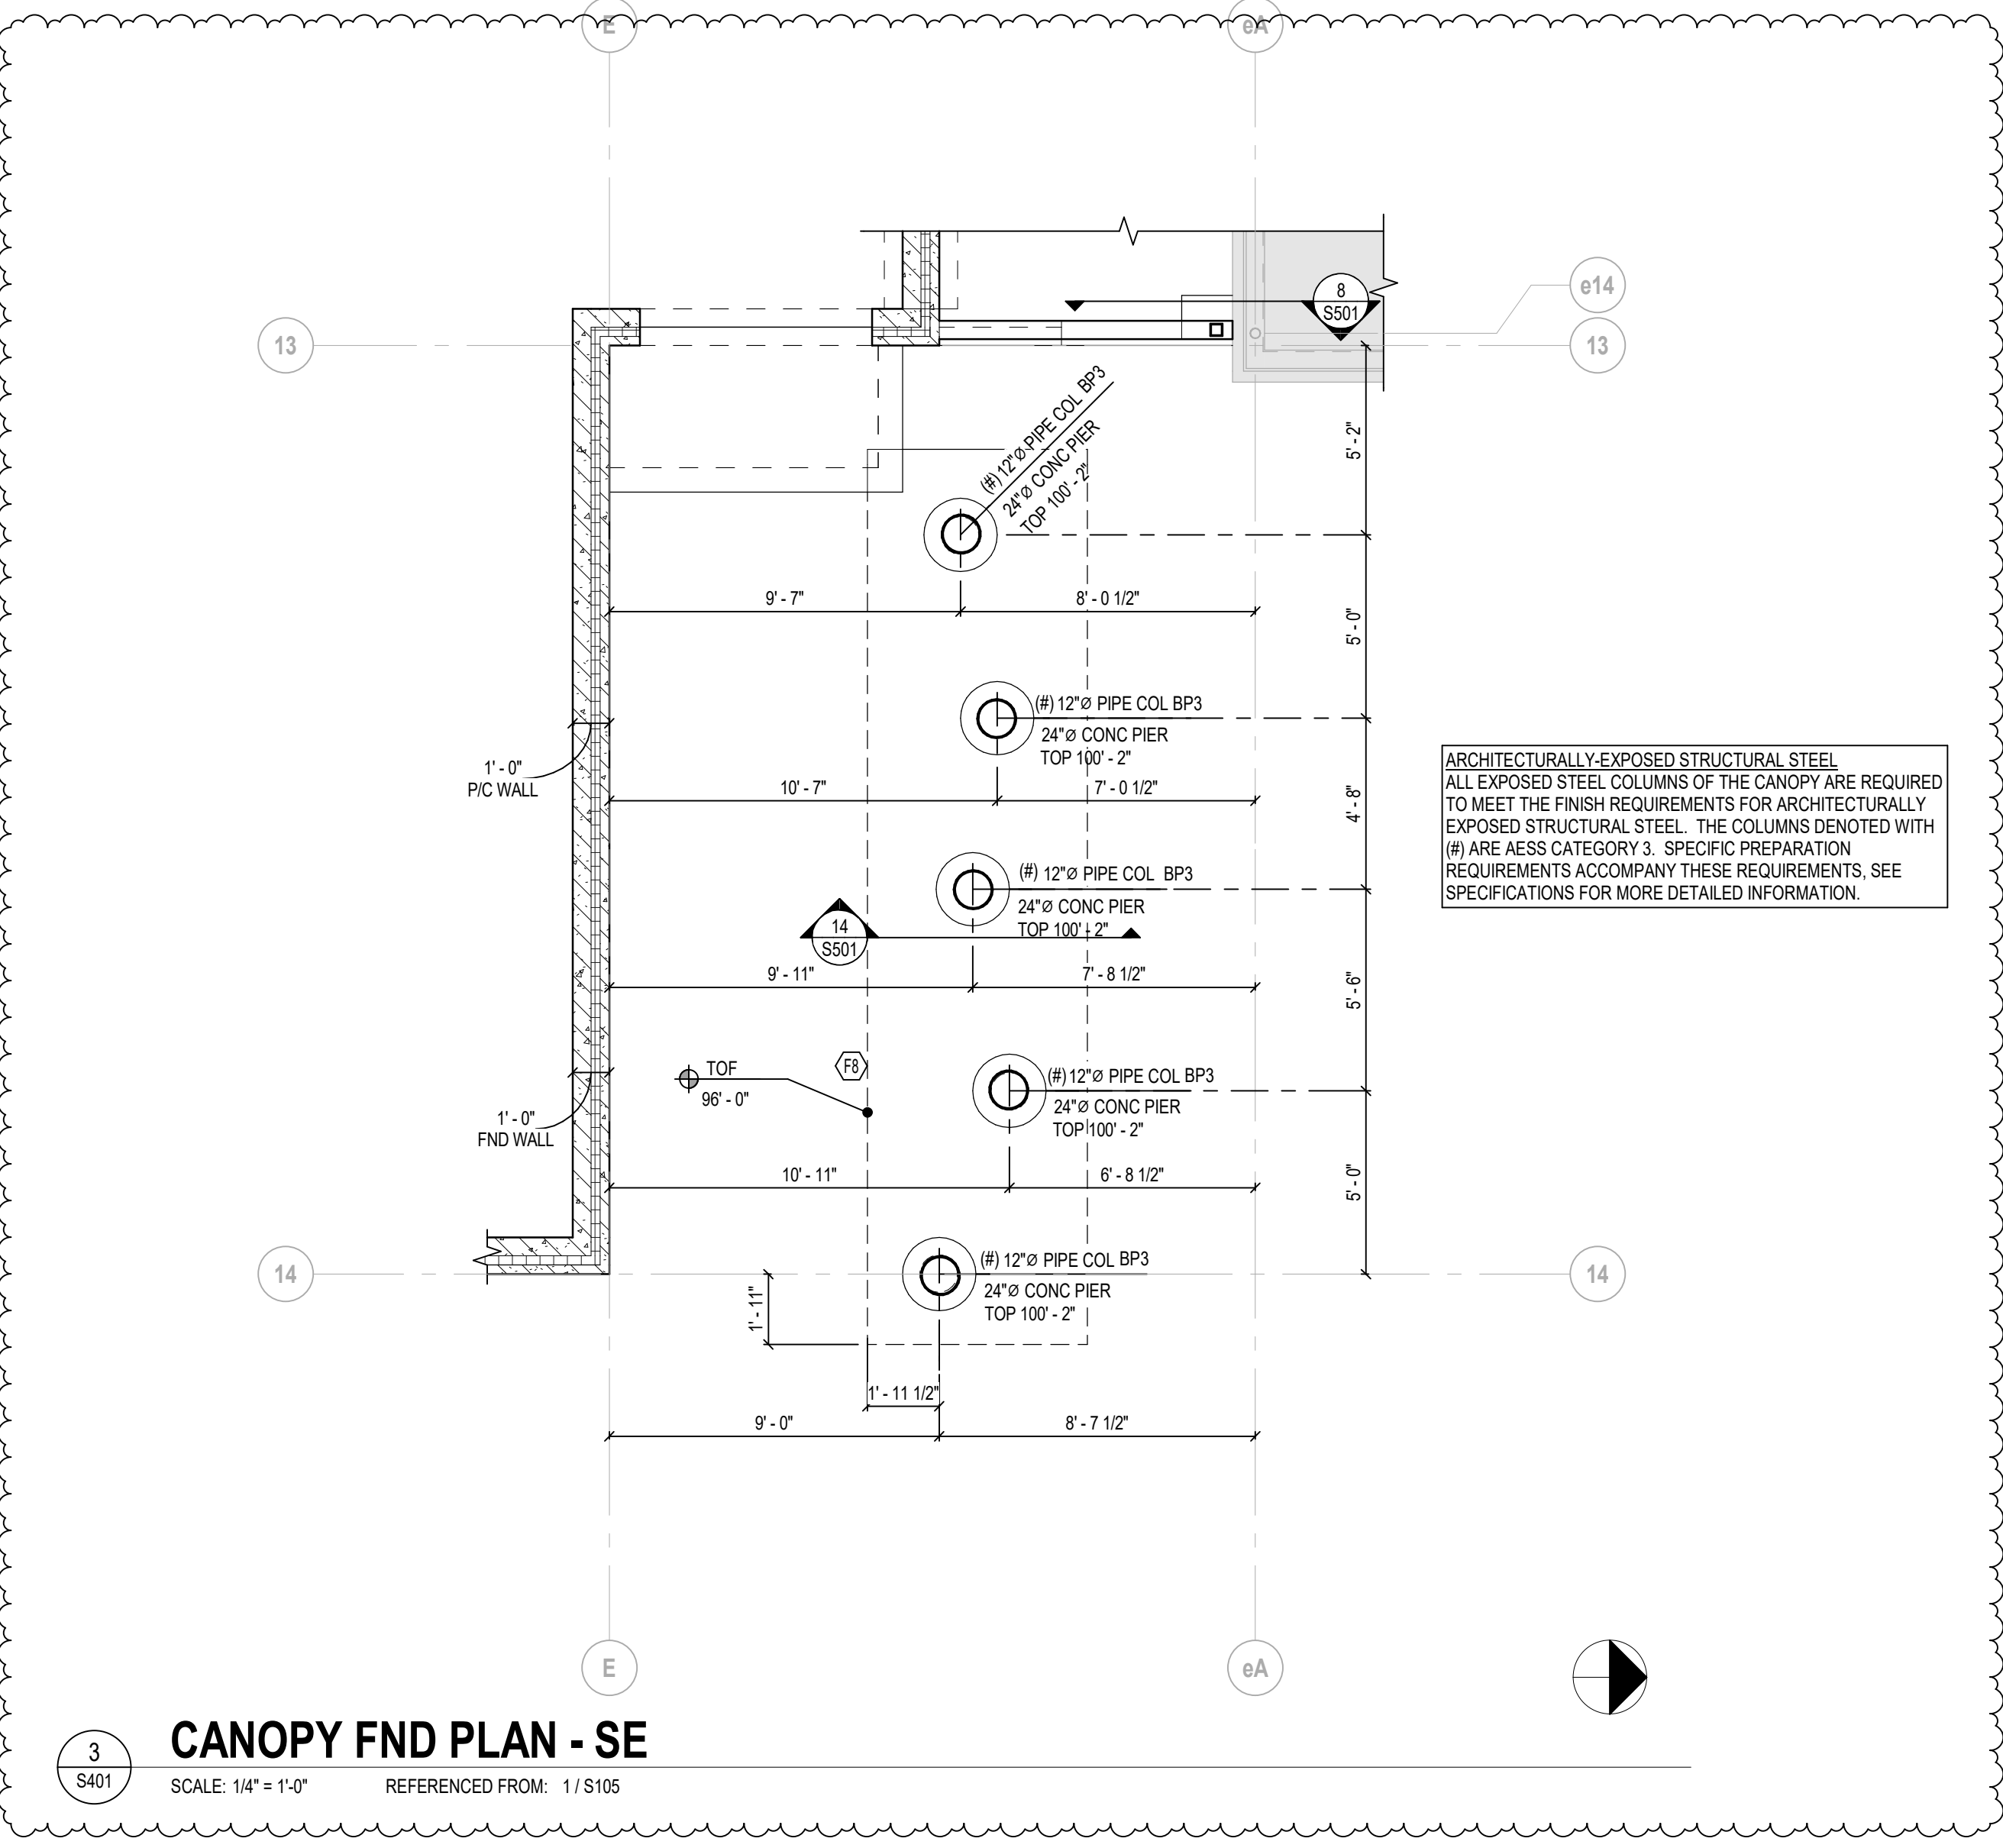 E
eA
8
S501
e14
13
13
(#) 12"Ø PIPE COL BP3
24"Ø CONC PIER
TOP 100' - 2"
5' - 2"
9' - 7"
8' - 0 1/2"
5' - 0"
(#) 12"Ø PIPE COL BP3
24"Ø CONC PIER
TOP 100' - 2"
1' - 0"
P/C WALL
10' - 7"
7' - 0 1/2"
4' - 8"
ARCHITECTURALLY-EXPOSED STRUCTURAL STEEL
ALL EXPOSED STEEL COLUMNS OF THE CANOPY ARE REQUIRED
TO MEET THE FINISH REQUIREMENTS FOR ARCHITECTURALLY
EXPOSED STRUCTURAL STEEL. THE COLUMNS DENOTED WITH
(#) ARE AESS CATEGORY 3. SPECIFIC PREPARATION
REQUIREMENTS ACCOMPANY THESE REQUIREMENTS, SEE
SPECIFICATIONS FOR MORE DETAILED INFORMATION.
(#) 12"Ø PIPE COL BP3
24"Ø CONC PIER
TOP 100' - 2"
14
S501
9' - 11"
7' - 8 1/2"
5' - 6"
TOF
96' - 0"
F8
(#) 12"Ø PIPE COL BP3
24"Ø CONC PIER
TOP 100' - 2"
1' - 0"
FND WALL
10' - 11"
6' - 8 1/2"
5' - 0"
14
(#) 12"Ø PIPE COL BP3
24"Ø CONC PIER
TOP 100' - 2"
14
1' - 11"
1' - 11 1/2"
9' - 0"
8' - 7 1/2"
E
eA
3
S401
CANOPY FND PLAN - SE
SCALE: 1/4" = 1'-0"
REFERENCED FROM: 1 / S105